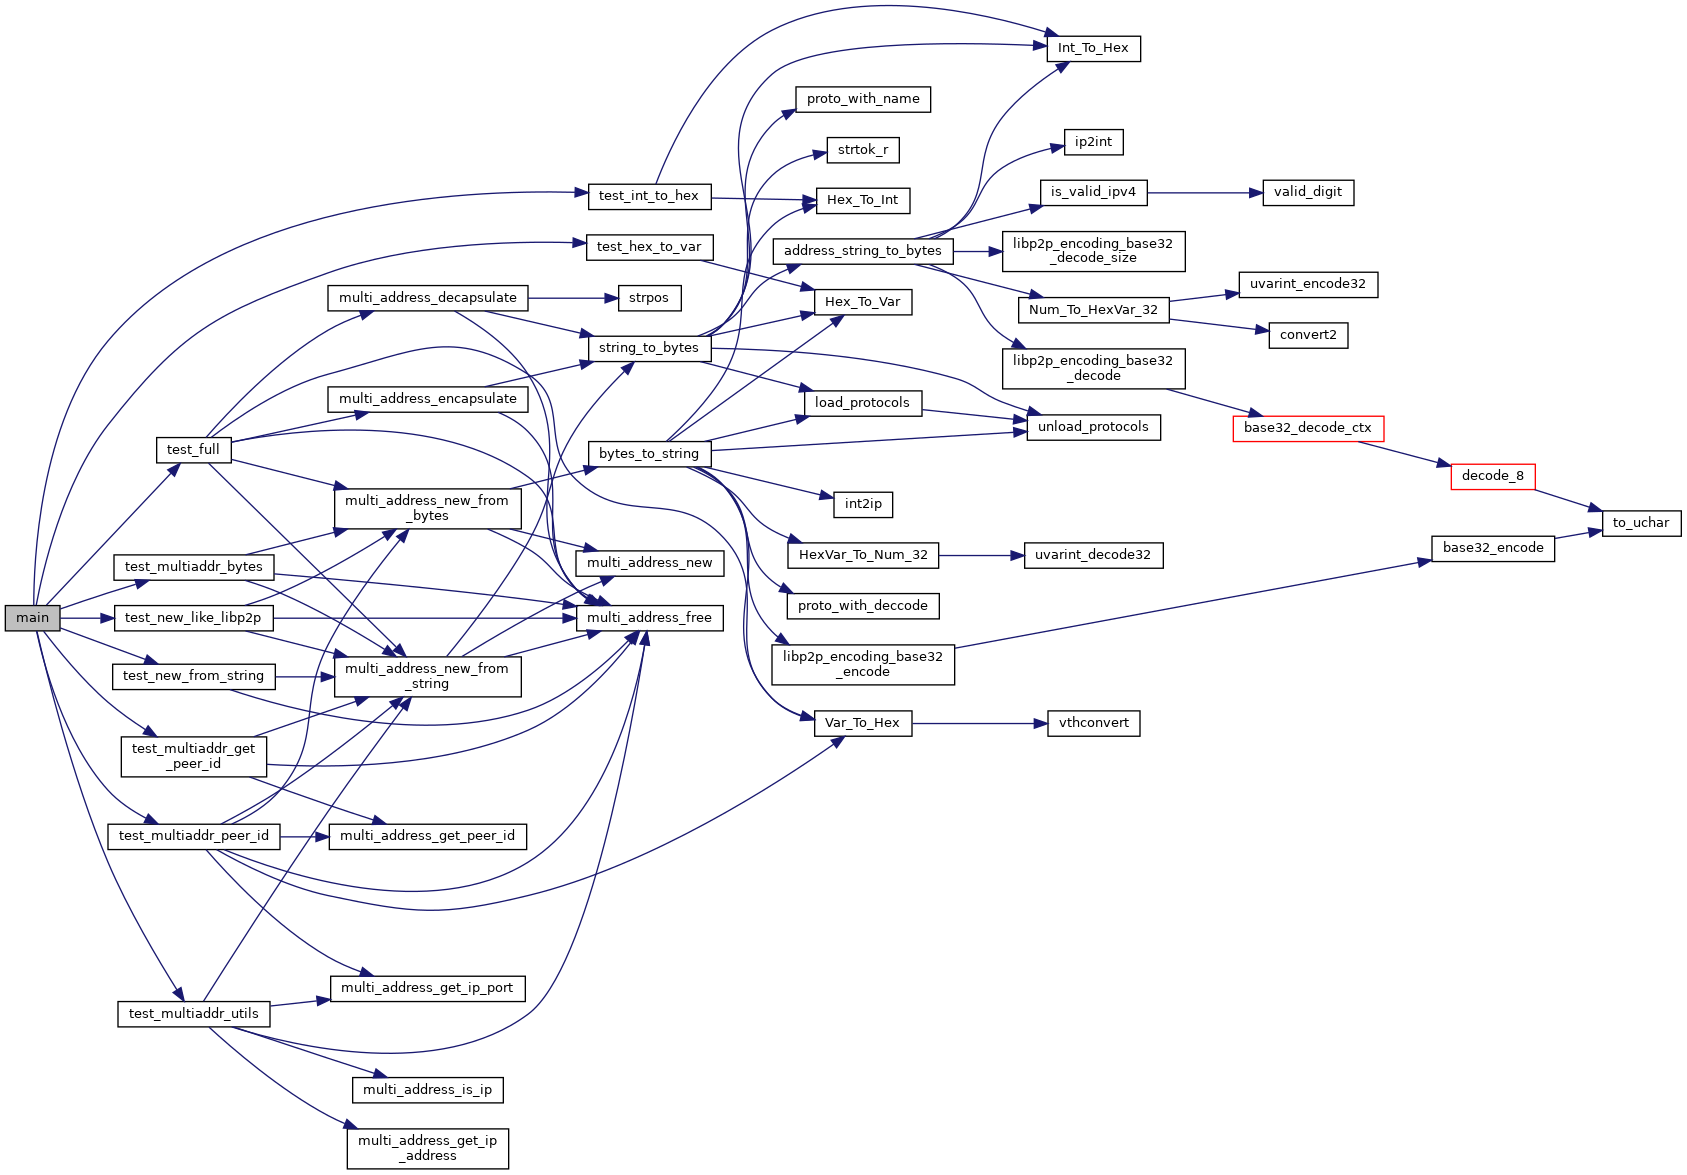 Int_To_Hex
proto_with_name
ip2int
strtok_r
is_valid_ipv4
valid_digit
test_int_to_hex
Hex_To_Int
test_hex_to_var
address_string_to_bytes
libp2p_encoding_base32
_decode_size
uvarint_encode32
multi_address_decapsulate
strpos
Hex_To_Var
Num_To_HexVar_32
convert2
string_to_bytes
libp2p_encoding_base32
_decode
multi_address_encapsulate
load_protocols
unload_protocols
base32_decode_ctx
test_full
bytes_to_string
decode_8
multi_address_new_from
_bytes
int2ip
to_uchar
base32_encode
HexVar_To_Num_32
uvarint_decode32
test_multiaddr_bytes
multi_address_new
proto_with_deccode
main
test_new_like_libp2p
multi_address_free
libp2p_encoding_base32
_encode
test_new_from_string
multi_address_new_from
_string
Var_To_Hex
vthconvert
test_multiaddr_get
_peer_id
test_multiaddr_peer_id
multi_address_get_peer_id
multi_address_get_ip_port
test_multiaddr_utils
multi_address_is_ip
multi_address_get_ip
_address